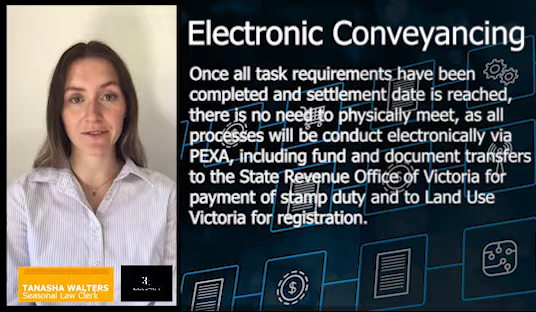 Electronic Conveyancing
Once all task requirements have been
completed and settlement date is reached,
there is no need to physically meet, as all
processes will be conduct electronically via
PEXA, including fund and document transfers
to the State Revenue Office of Victoria for
payment of stamp duty and to Land Use
Victoria for registration.
TANASHA WALTERS
Seasonal Law Clerk